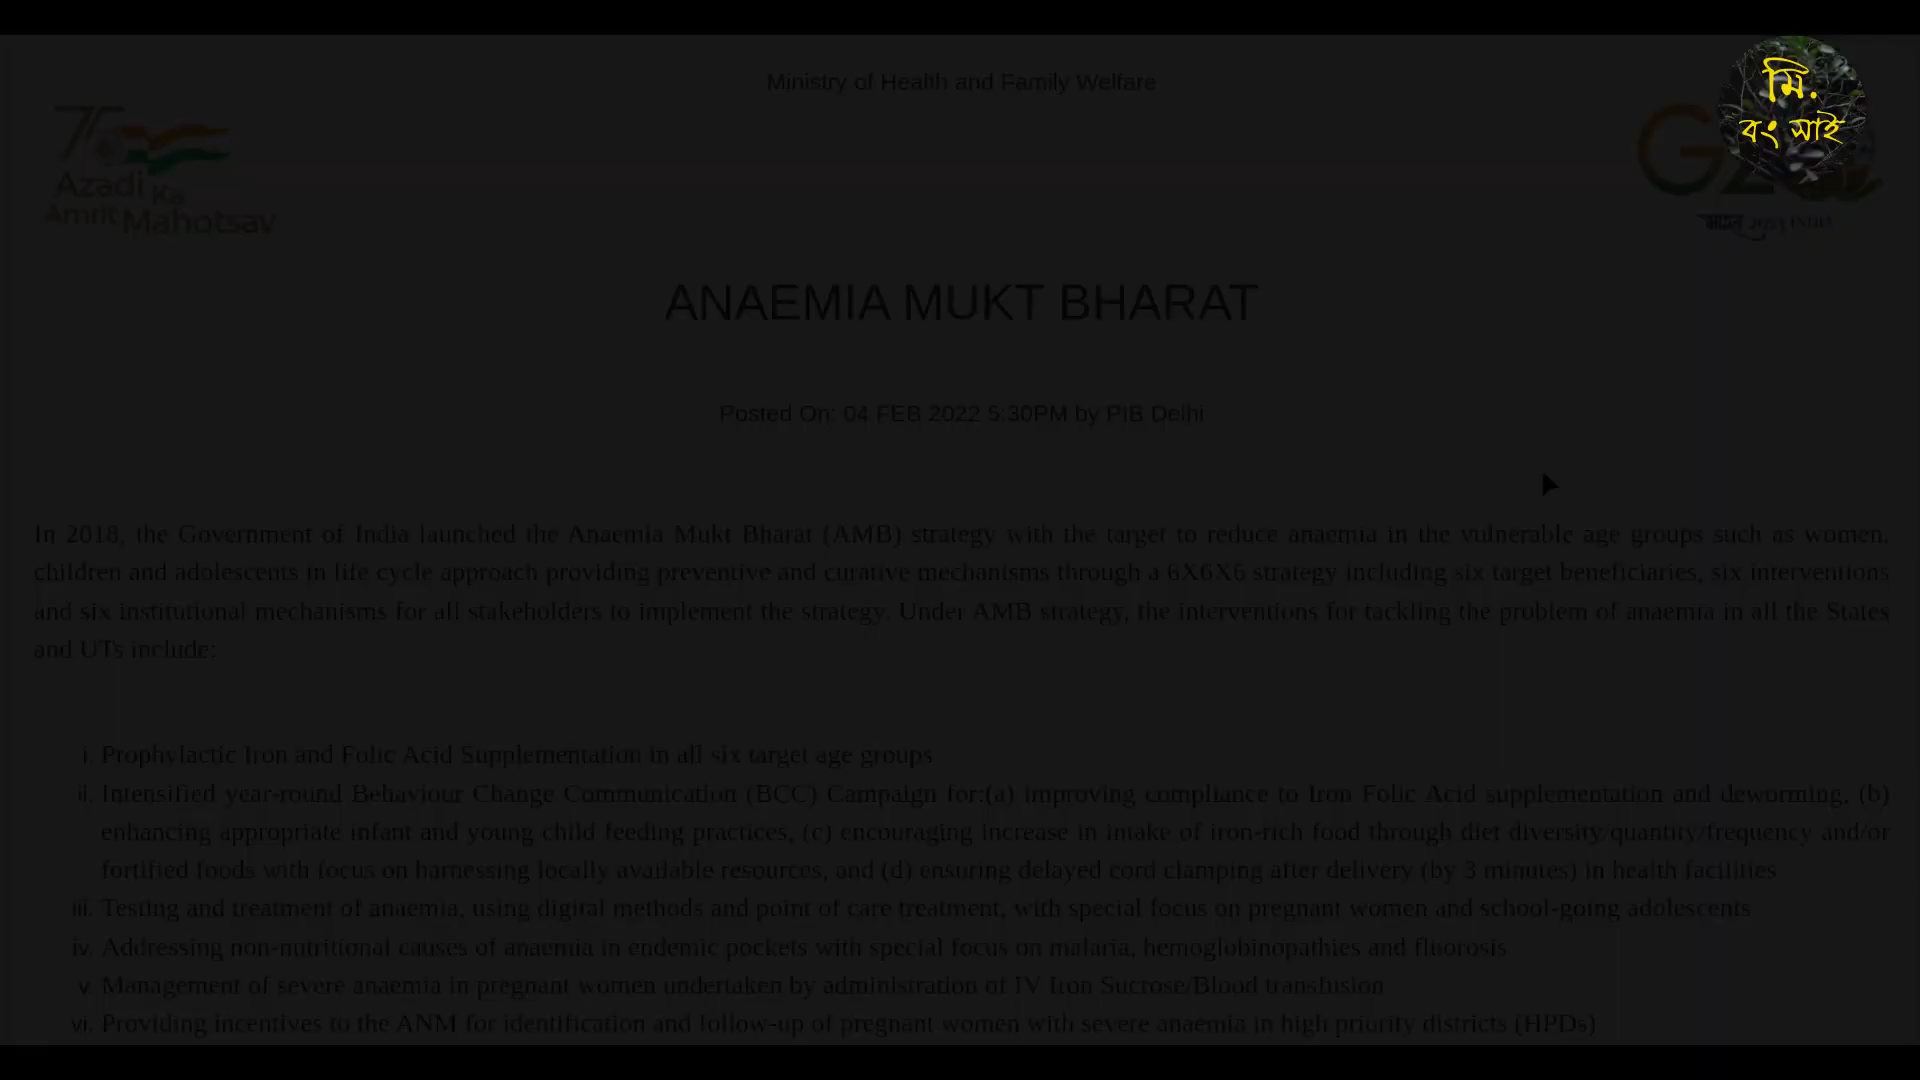 Ministry of Health and Family Welfare
মি.
বং সাই
75
Azadi Ka
Amrit Mahotsav
G20
भारत 2023 INDIA
ANAEMIA MUKT BHARAT
Posted On: 04 FEB 2022 5:30PM by PIB Delhi
In 2018, the Government of India launched the Anaemia Mukt Bharat (AMB) strategy with the target to reduce anaemia in the vulnerable age groups such as women,
children and adolescents in life cycle approach providing preventive and curative mechanisms through a 6X6X6 strategy including six target beneficiaries, six interventions
and six institutional mechanisms for all stakeholders to implement the strategy. Under AMB strategy, the interventions for tackling the problem of anaemia in all the States
and UTs include:
i. Prophylactic Iron and Folic Acid Supplementation in all six target age groups
ii. Intensified year-round Behaviour Change Communication (BCC) Campaign for:(a) improving compliance to Iron Folic Acid supplementation and deworming, (b)
enhancing appropriate infant and young child feeding practices, (c) encouraging increase in intake of iron-rich food through diet diversity/quantity/frequency and/or
fortified foods with focus on harnessing locally available resources, and (d) ensuring delayed cord clamping after delivery (by 3 minutes) in health facilities
iii. Testing and treatment of anaemia, using digital methods and point of care treatment, with special focus on pregnant women and school-going adolescents
iv. Addressing non-nutritional causes of anaemia in endemic pockets with special focus on malaria, hemoglobinopathies and fluorosis
v. Management of severe anaemia in pregnant women undertaken by administration of IV Iron Sucrose/Blood transfusion
vi. Providing incentives to the ANM for identification and follow-up of pregnant women with severe anaemia in high priority districts (HPDs)